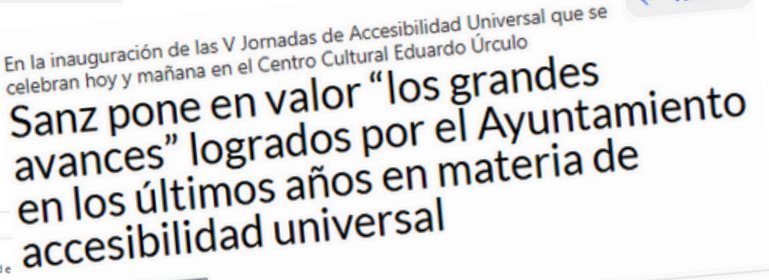 En la inauguración de las V Jornadas de Accesibilidad Universal que se
celebran hoy y mañana en el Centro Cultural Eduardo Úrculo
Sanz pone en valor “los grandes
avances” logrados por el Ayuntamiento
en los últimos años en materia de
accesibilidad universal